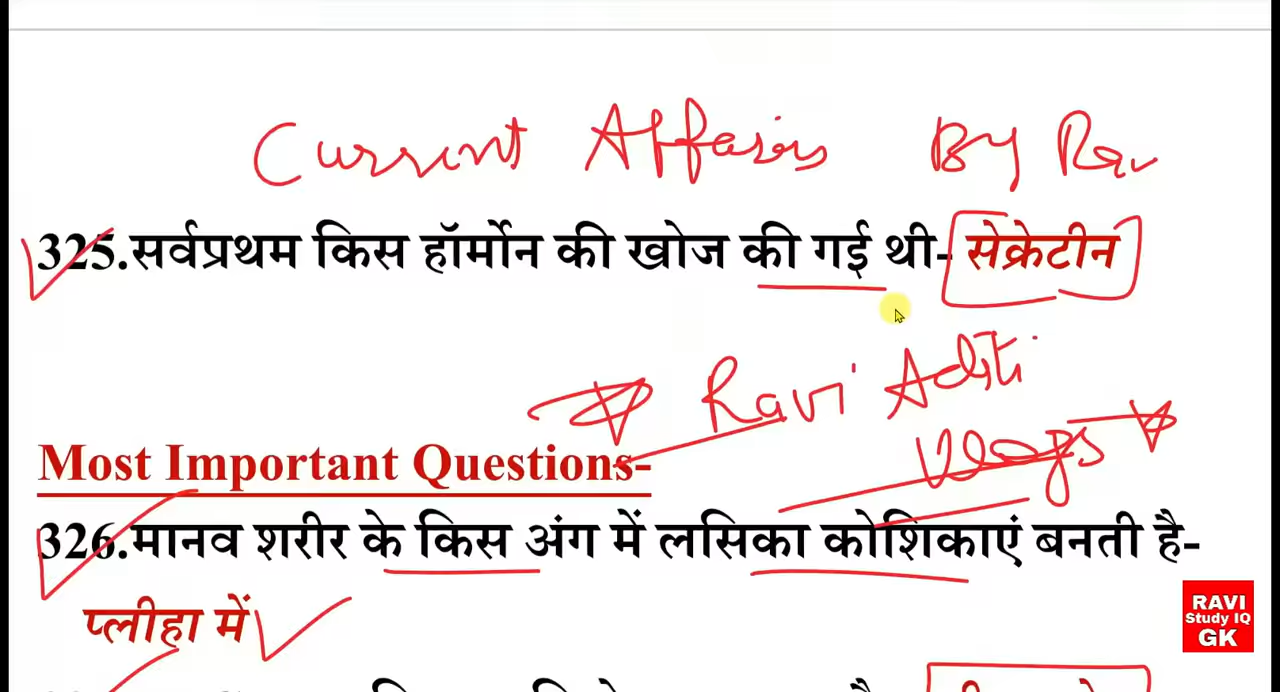 Current Affairs By Rav
325.सर्वप्रथम किस हॉर्मोन की खोज की गई थी- सेक्रेटीन
Ravi Aditi
Vlogs
Most Important Questions-
326.मानव शरीर के किस अंग में लसिका कोशिकाएं बनती है-
प्लीहा में
RAVI
Study IQ
GK